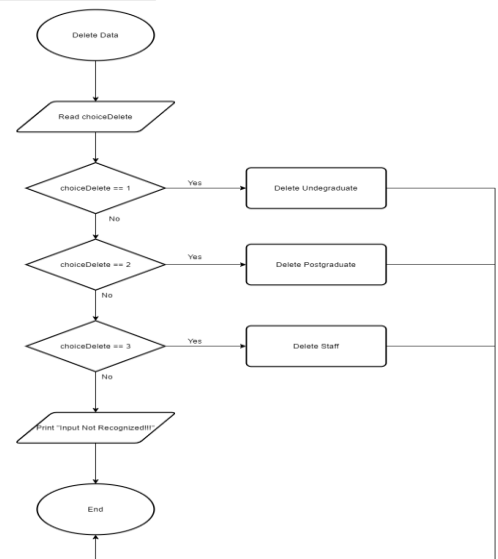 Delete Data
Read choiceDelete
choiceDelete == 1
Yes
Delete Undegraduate
No
choiceDelete == 2
Yes
Delete Postgraduate
No
choiceDelete == 3
Yes
Delete Staff
No
Print "Input Not Recognized!!!"
End